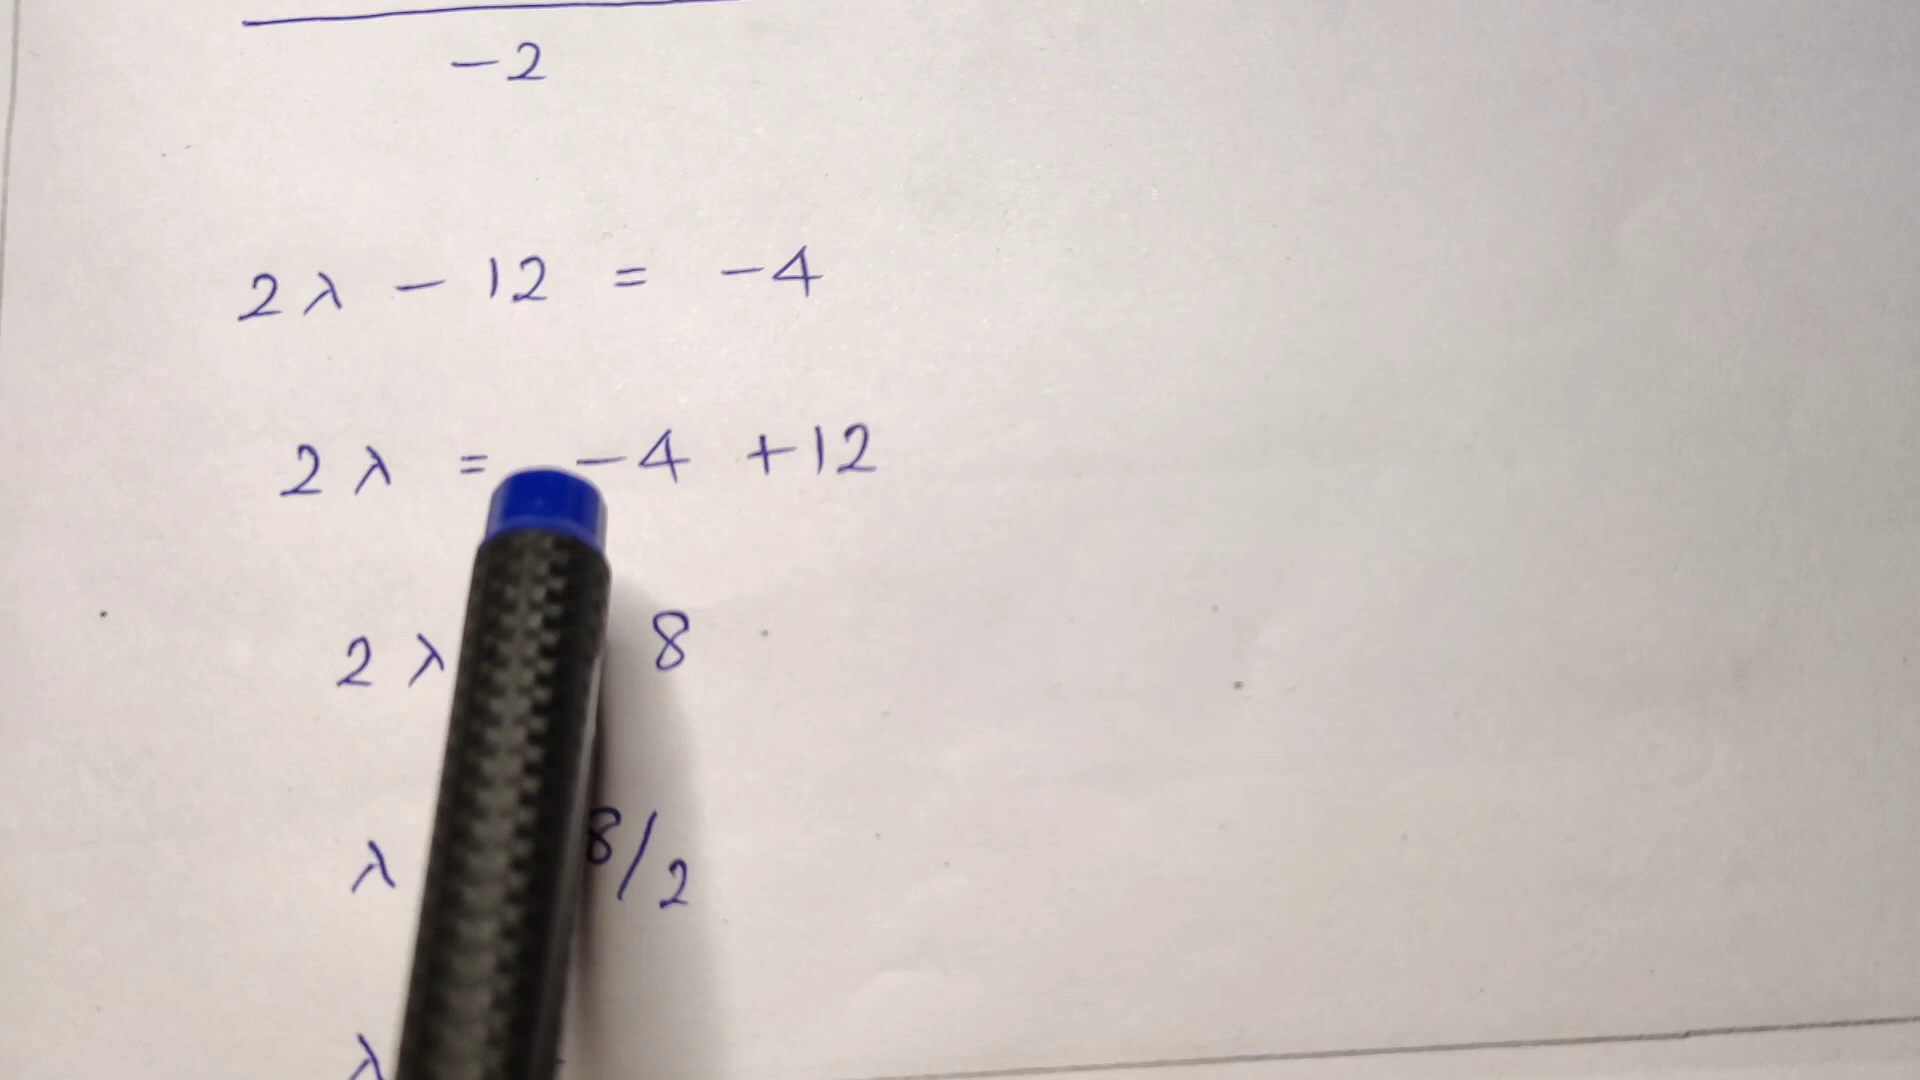 -2
2λ - 12 = -4
2λ = -4 +12
2λ 8
λ 8/2
λ